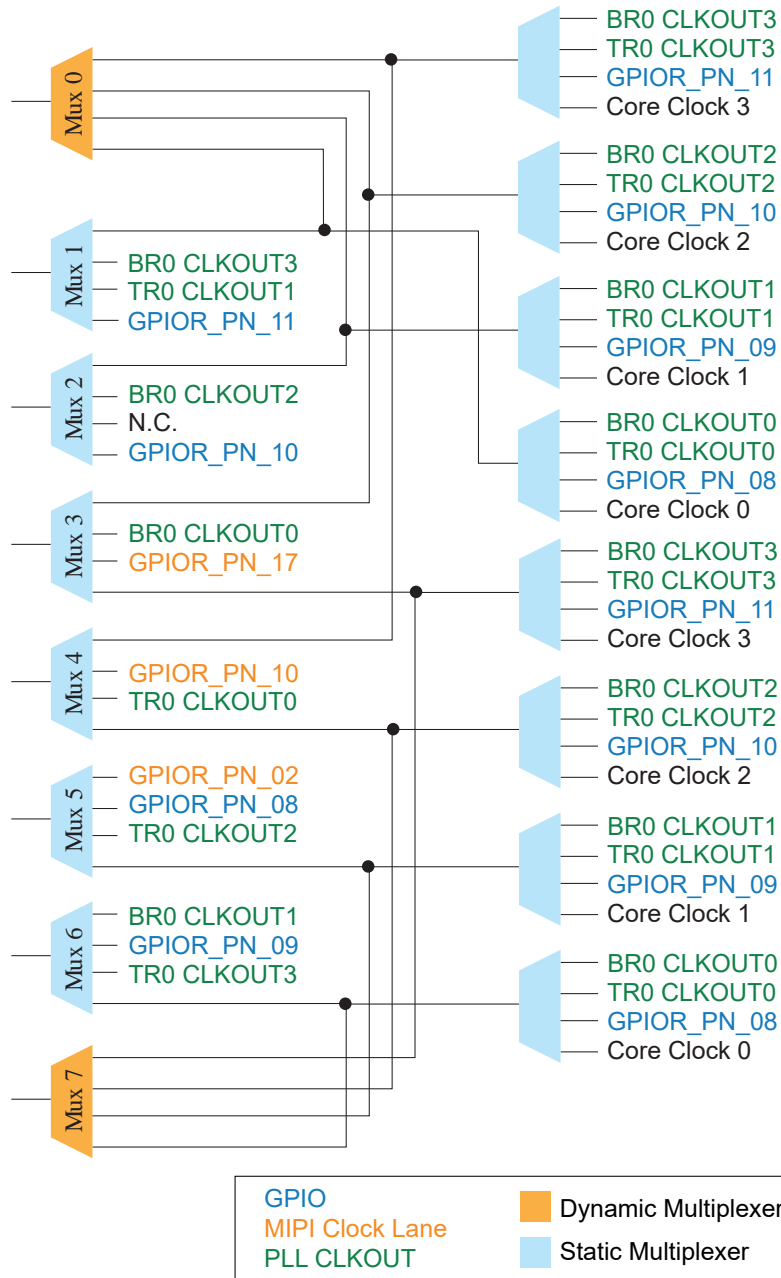 Mux 0
Mux 1
BR0 CLKOUT3
TR0 CLKOUT1
GPIOR_PN_11
Mux 2
BR0 CLKOUT2
N.C.
GPIOR_PN_10
Mux 3
BR0 CLKOUT0
GPIOR_PN_17
Mux 4
GPIOR_PN_10
TR0 CLKOUT0
Mux 5
GPIOR_PN_02
GPIOR_PN_08
TR0 CLKOUT2
Mux 6
BR0 CLKOUT1
GPIOR_PN_09
TR0 CLKOUT3
Mux 7
BR0 CLKOUT3
TR0 CLKOUT3
GPIOR_PN_11
Core Clock 3
BR0 CLKOUT2
TR0 CLKOUT2
GPIOR_PN_10
Core Clock 2
BR0 CLKOUT1
TR0 CLKOUT1
GPIOR_PN_09
Core Clock 1
BR0 CLKOUT0
TR0 CLKOUT0
GPIOR_PN_08
Core Clock 0
BR0 CLKOUT3
TR0 CLKOUT3
GPIOR_PN_11
Core Clock 3
BR0 CLKOUT2
TR0 CLKOUT2
GPIOR_PN_10
Core Clock 2
BR0 CLKOUT1
TR0 CLKOUT1
GPIOR_PN_09
Core Clock 1
BR0 CLKOUT0
TR0 CLKOUT0
GPIOR_PN_08
Core Clock 0
GPIO
MIPI Clock Lane
PLL CLKOUT
Dynamic Multiplexer
Static Multiplexer